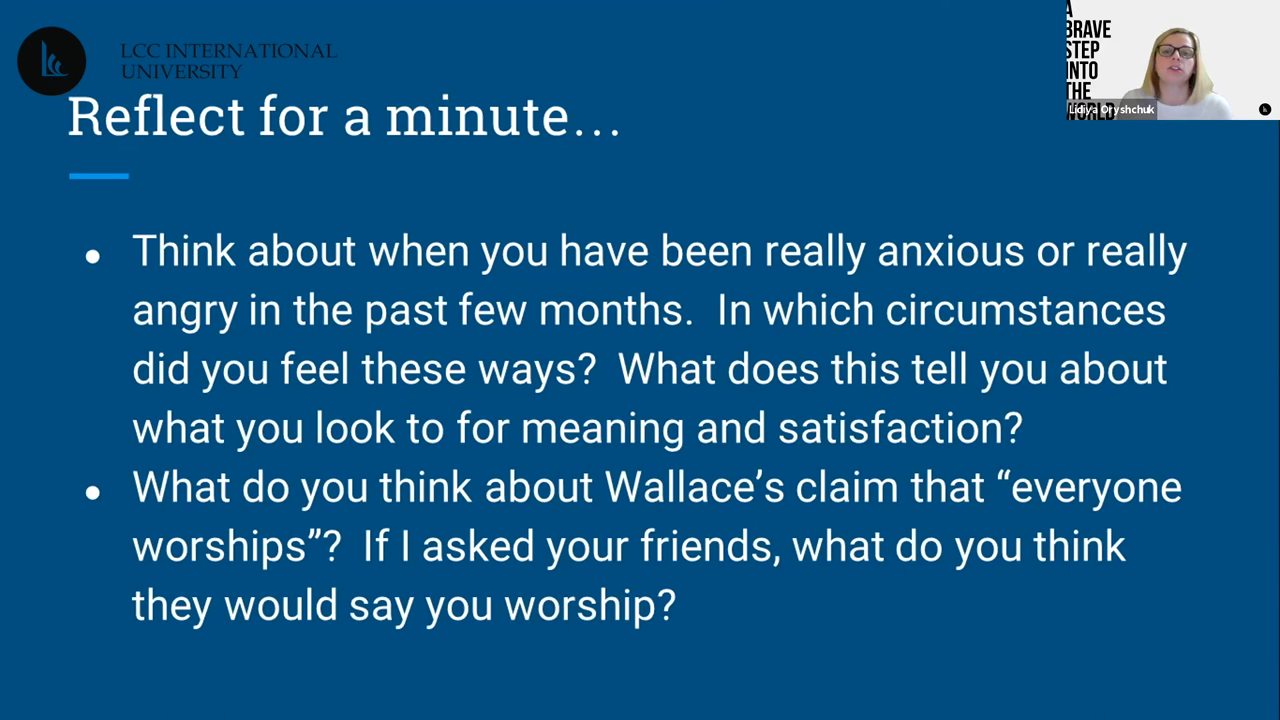 LCC INTERNATIONAL
UNIVERSITY
Reflect for a minute…
A
BRAVE
STEP
INTO
THE
WORLD
Lidiya Oryshchuk
● Think about when you have been really anxious or really
angry in the past few months.  In which circumstances
did you feel these ways?  What does this tell you about
what you look to for meaning and satisfaction?
● What do you think about Wallace’s claim that “everyone
worships”?  If I asked your friends, what do you think
they would say you worship?